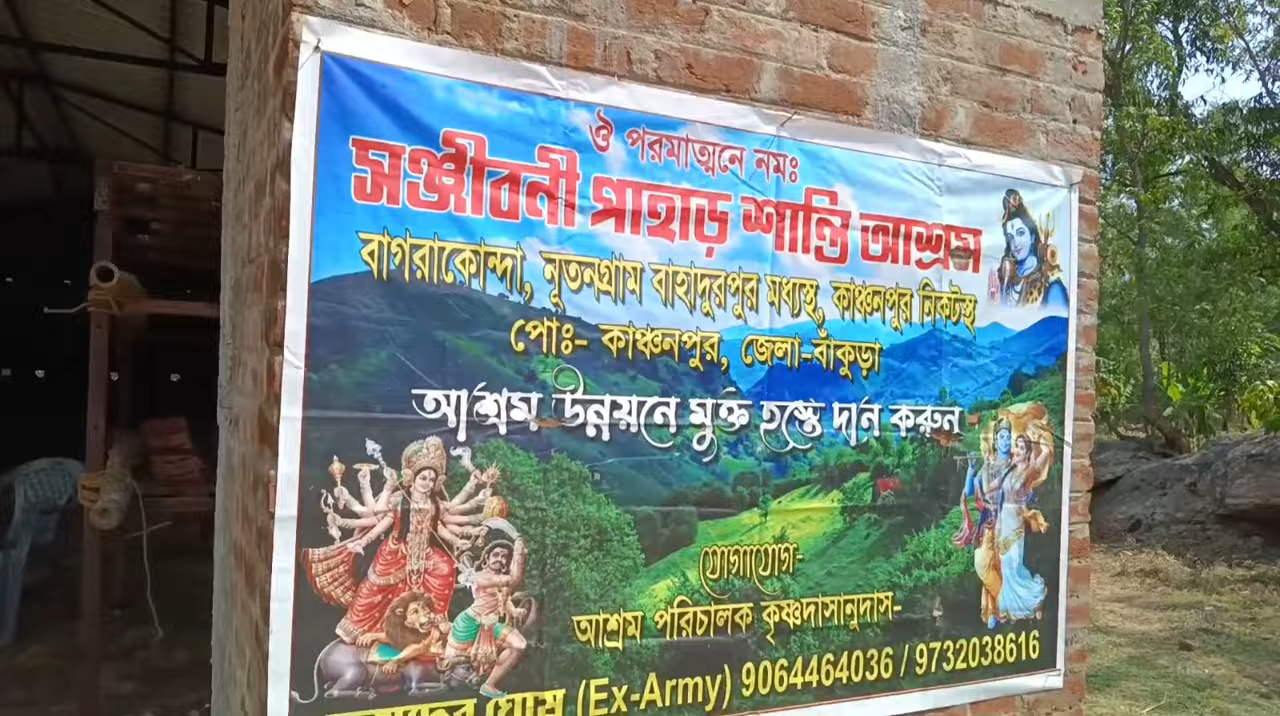 ঔ পরমাত্মনে নমঃ
সঞ্জীবনী পাহাড় শান্তি আশ্রম
বাগরাকোন্দা, নূতনগ্রাম বাহাদুরপুর মধ্যস্থ, কাঞ্চনপুর নিকটস্থ
পোঃ- কাঞ্চনপুর, জেলা-বাঁকুড়া
আশ্রম উন্নয়নে মুক্ত হস্তে দান করুন
যোগাযোগ-
আশ্রম পরিচালক কৃষ্ণদাসানুদাস-
ঘোষ (Ex-Army) 9064464036 / 9732038616